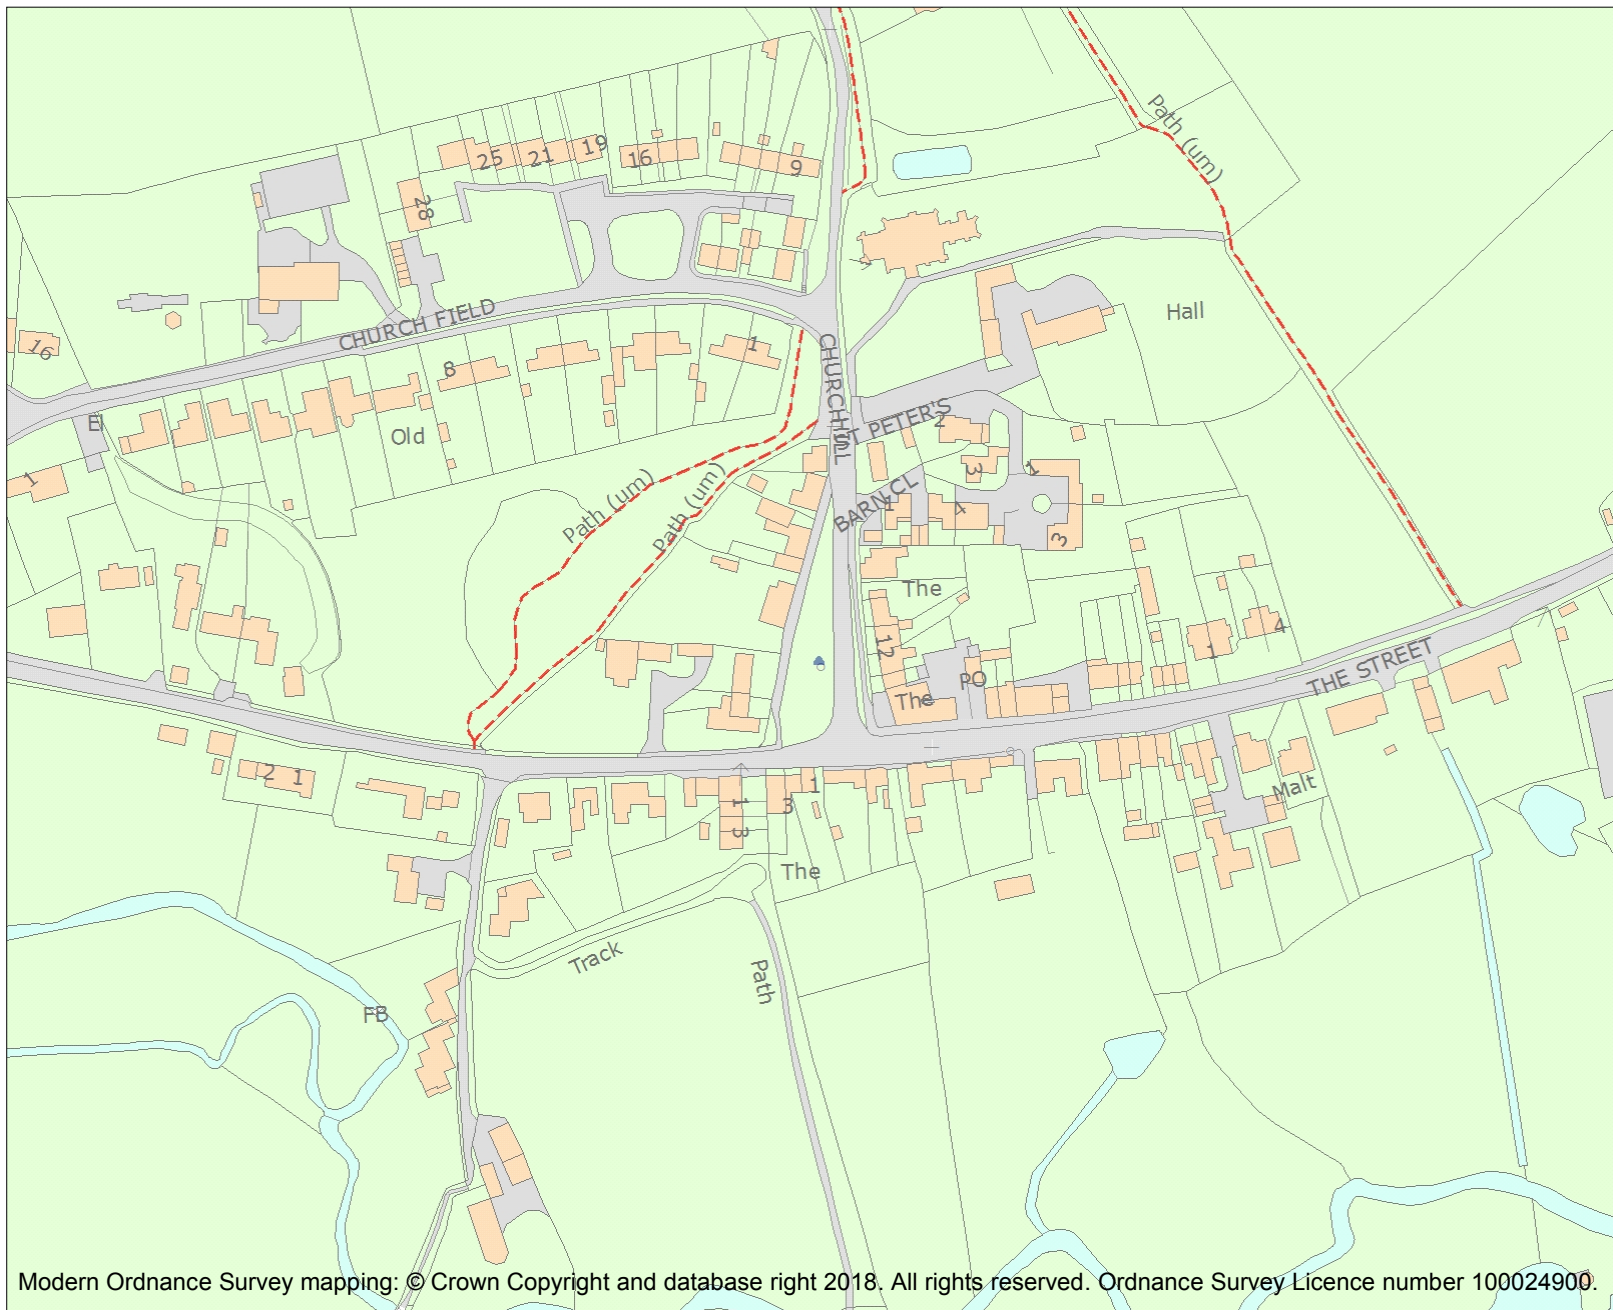 Path (um)
25
21
19
16
9
28
Hall
CHURCH FIELD
16
1
8
CHURCH HILL
ST PETER'S
2
El
Old
3
1
1
Path (um)
Path (um)
BARN CL
1
4
3
The
12
4
1
PO
THE STREET
The
2
1
1
3
1
3
Malt
The
Track
Path
FB
Modern Ordnance Survey mapping: © Crown Copyright and database right 2018. All rights reserved. Ordnance Survey Licence number 100024900.